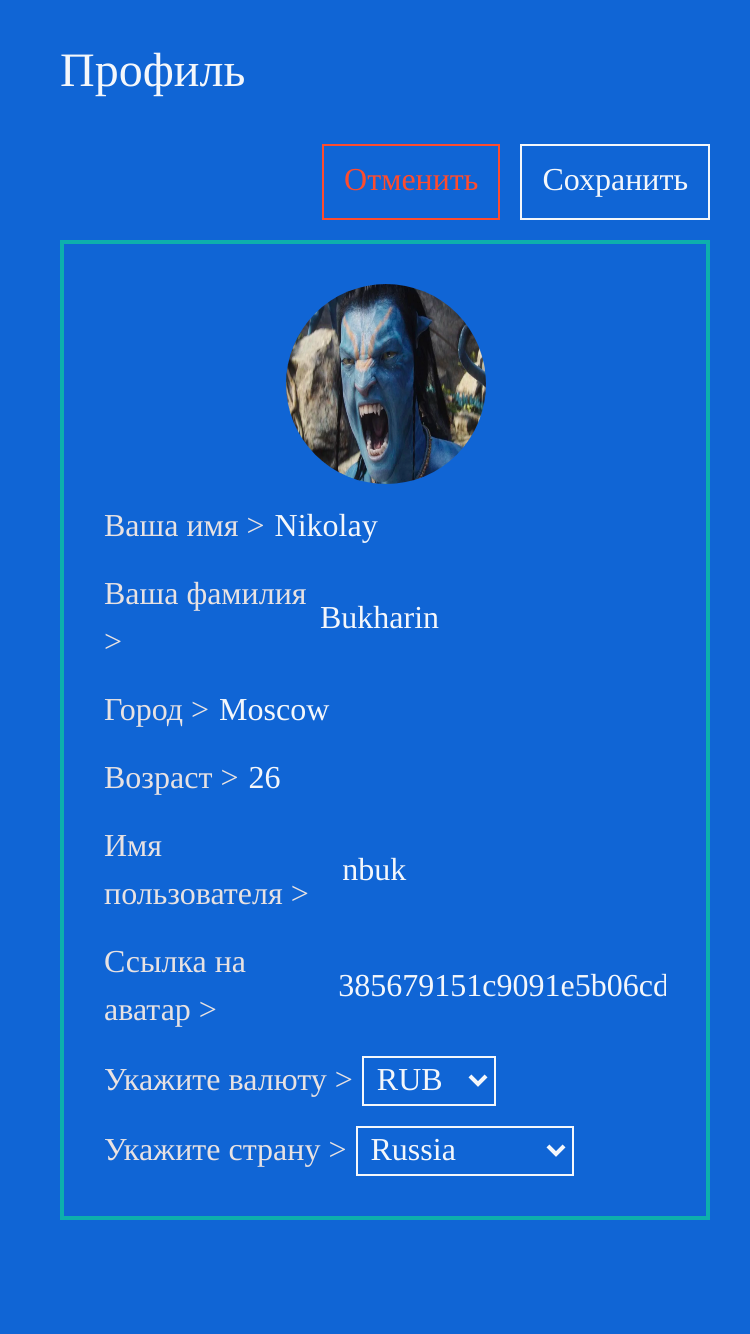 Профиль
Отменить Сохранить
Ваша имя > Nikolay
Ваша фамилия
> Bukharin
Город > Moscow
Возраст > 26
Имя
пользователя > nbuk
Ссылка на
аватар > 385679151c9091e5b06cd
Укажите валюту > RUB
Укажите страну > Russia